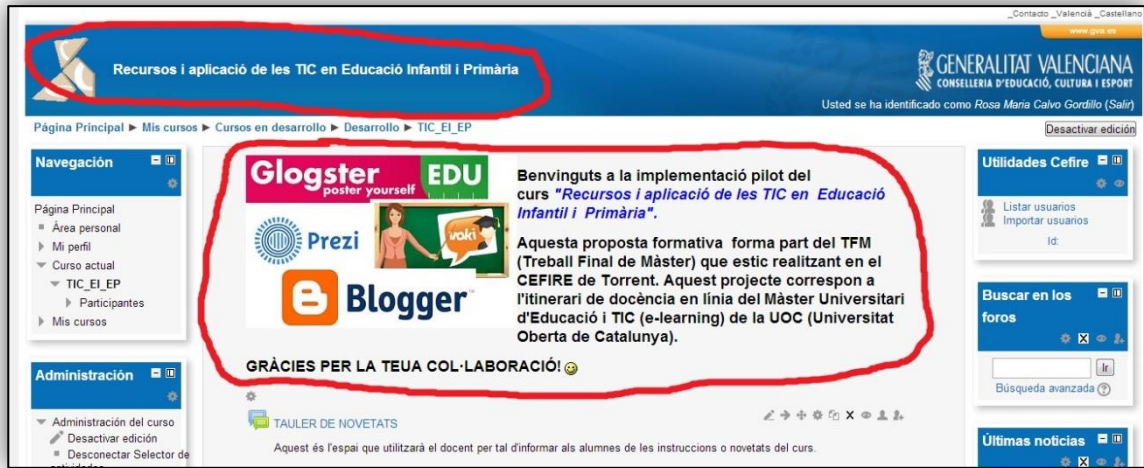 _Contacto _Valencià _Castellano
www.gva.es
Recursos i aplicació de les TIC en Educació Infantil i Primària
GENERALITAT VALENCIANA
CONSELLERIA D'EDUCACIÓ, CULTURA I ESPORT
Usted se ha identificado como Rosa Maria Calvo Gordillo (Salir)
Página Principal ► Mis cursos ► Cursos en desarrollo ► Desarrollo ► TIC_EI_EP
Desactivar edición
Navegación
Página Principal
Àrea personal
Mi perfil
Curso actual
TIC_EI_EP
Participantes
Mis cursos
Administración
Administración del curso
Desactivar edición
Desconectar Selector de
Glogster EDU
poster yourself
Prezi
voki
Blogger
Benvinguts a la implementació pilot del
curs "Recursos i aplicació de les TIC en Educació
Infantil i Primària".
Aquesta proposta formativa forma part del TFM
(Treball Final de Màster) que estic realitzant en el
CEFIRE de Torrent. Aquest projecte correspon a
l'itinerari de docència en línia del Màster Universitari
d'Educació i TIC (e-learning) de la UOC (Universitat
Oberta de Catalunya).
GRÀCIES PER LA TEUA COL·LABORACIÓ!
TAULER DE NOVETATS
Aquest és l'espai que utilitzarà el docent per tal d'informar als alumnes de les instruccions o novetats del curs.
Utilidades Cefire
Listar usuarios
Importar usuarios
Id:
Buscar en los
foros
Ir
Búsqueda avanzada
Últimas noticias